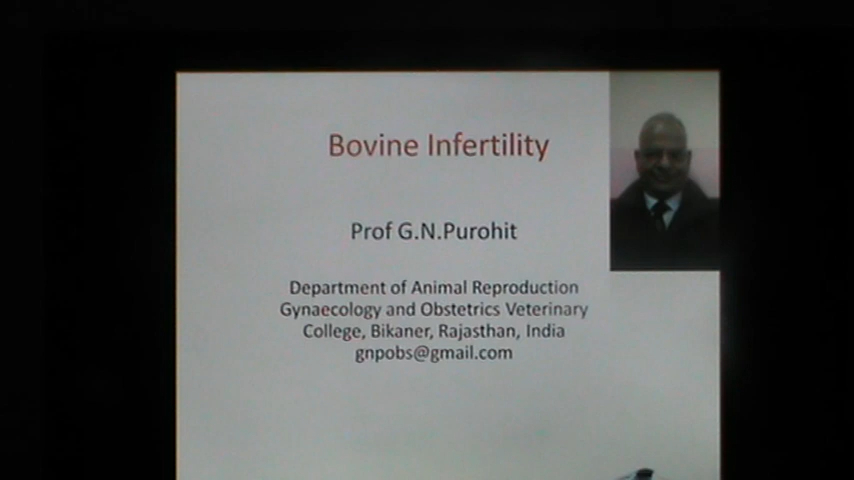 Bovine Infertility
Prof G.N.Purohit
Department of Animal Reproduction
Gynaecology and Obstetrics Veterinary
College, Bikaner, Rajasthan, India
gnpobs@gmail.com